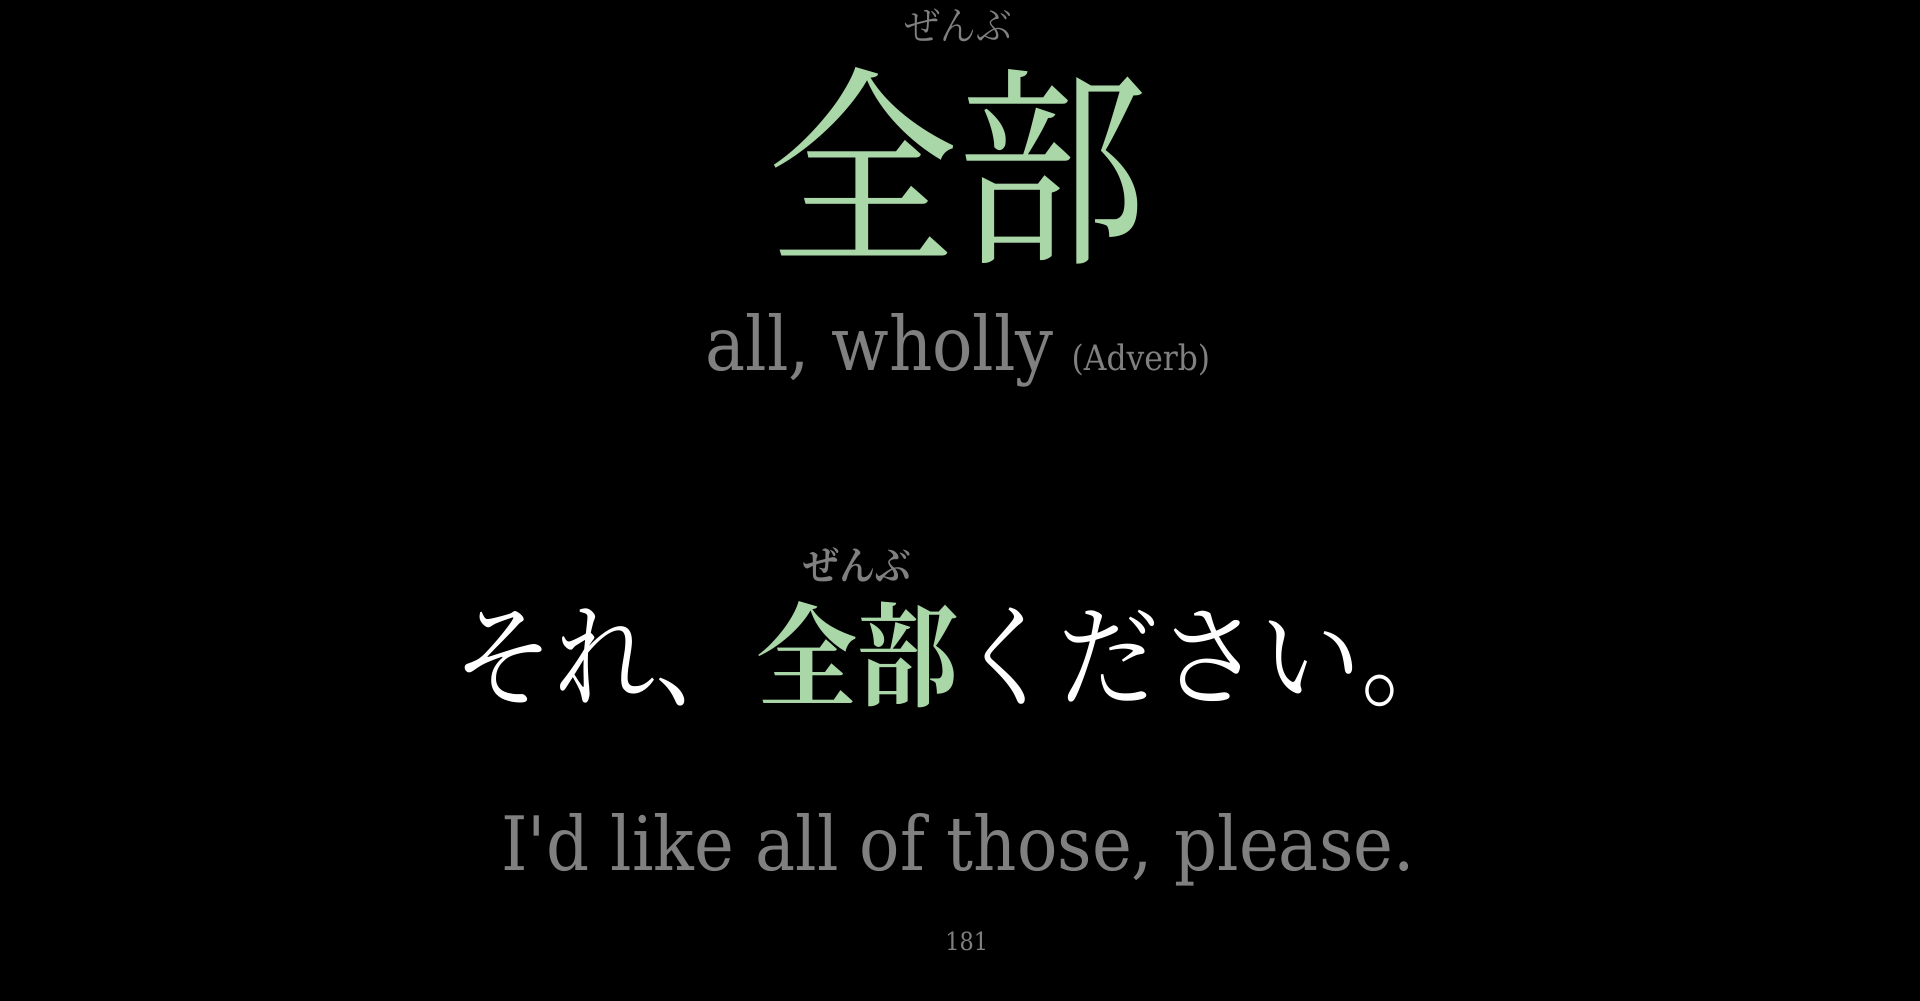 ぜんぶ
全部
all, wholly (Adverb)
ぜんぶ
それ、全部ください。
I'd like all of those, please.
181